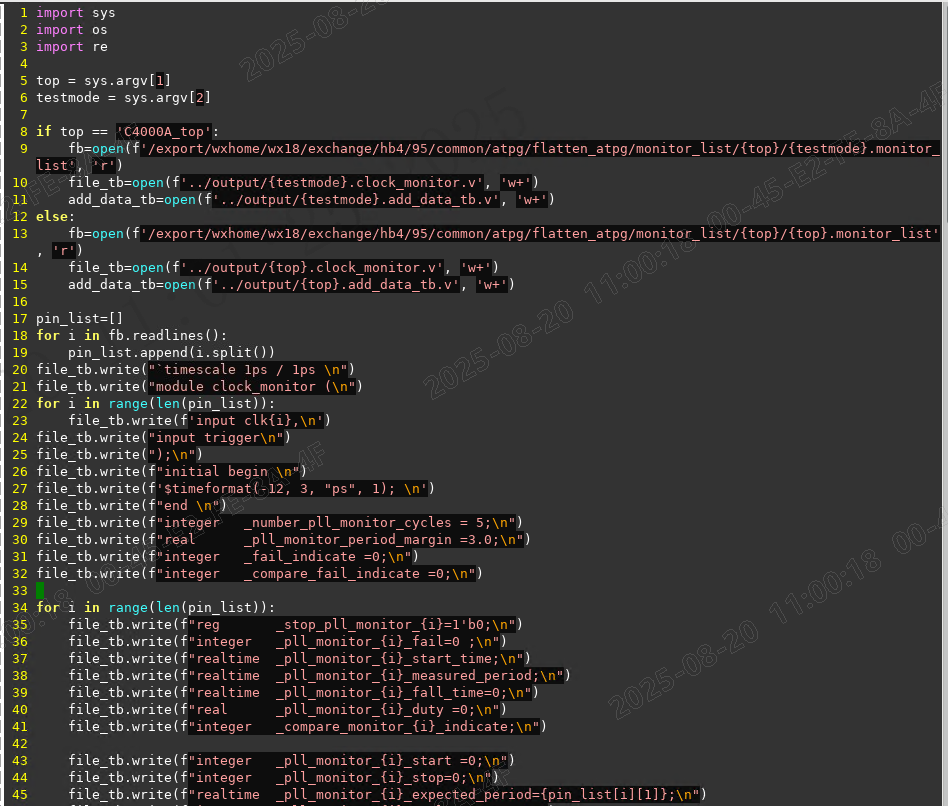 1 import sys
2 import os
3 import re
4
5 top = sys.argv[1]
6 testmode = sys.argv[2]
7
8 if top == 'C4000A_top':
9     fb=open(f'/export/wxhome/wx18/exchange/hb4/95/common/atpg/flatten_atpg/monitor_list/{top}/{testmode}.monitor_
list', 'r')
10     file_tb=open(f'../output/{testmode}.clock_monitor.v', 'w+')
11     add_data_tb=open(f'../output/{testmode}.add_data_tb.v', 'w+')
12 else:
13     fb=open(f'/export/wxhome/wx18/exchange/hb4/95/common/atpg/flatten_atpg/monitor_list/{top}/{top}.monitor_list'
, 'r')
14     file_tb=open(f'../output/{top}.clock_monitor.v', 'w+')
15     add_data_tb=open(f'../output/{top}.add_data_tb.v', 'w+')
16
17 pin_list=[]
18 for i in fb.readlines():
19     pin_list.append(i.split())
20 file_tb.write("`timescale 1ps / 1ps \n")
21 file_tb.write("module clock_monitor (\n")
22 for i in range(len(pin_list)):
23     file_tb.write(f'input clk{i},\n')
24 file_tb.write("input trigger\n")
25 file_tb.write(");\n")
26 file_tb.write(f"initial begin \n")
27 file_tb.write(f'$timeformat(-12, 3, "ps", 1); \n')
28 file_tb.write(f"end \n")
29 file_tb.write(f"integer   _number_pll_monitor_cycles = 5;\n")
30 file_tb.write(f"real      _pll_monitor_period_margin =3.0;\n")
31 file_tb.write(f"integer   _fail_indicate =0;\n")
32 file_tb.write(f"integer   _compare_fail_indicate =0;\n")
33
34 for i in range(len(pin_list)):
35     file_tb.write(f"reg       _stop_pll_monitor_{i}=1'b0;\n")
36     file_tb.write(f"integer   _pll_monitor_{i}_fail=0 ;\n")
37     file_tb.write(f"realtime  _pll_monitor_{i}_start_time;\n")
38     file_tb.write(f"realtime  _pll_monitor_{i}_measured_period;\n")
39     file_tb.write(f"realtime  _pll_monitor_{i}_fall_time=0;\n")
40     file_tb.write(f"real      _pll_monitor_{i}_duty =0;\n")
41     file_tb.write(f"integer   _compare_monitor_{i}_indicate;\n")
42
43     file_tb.write(f"integer   _pll_monitor_{i}_start =0;\n")
44     file_tb.write(f"integer   _pll_monitor_{i}_stop=0;\n")
45     file_tb.write(f"realtime  _pll_monitor_{i}_expected_period={pin_list[i][1]};\n")
2025-08-20 11:00:18 00-45-E2-FE-8A-4F